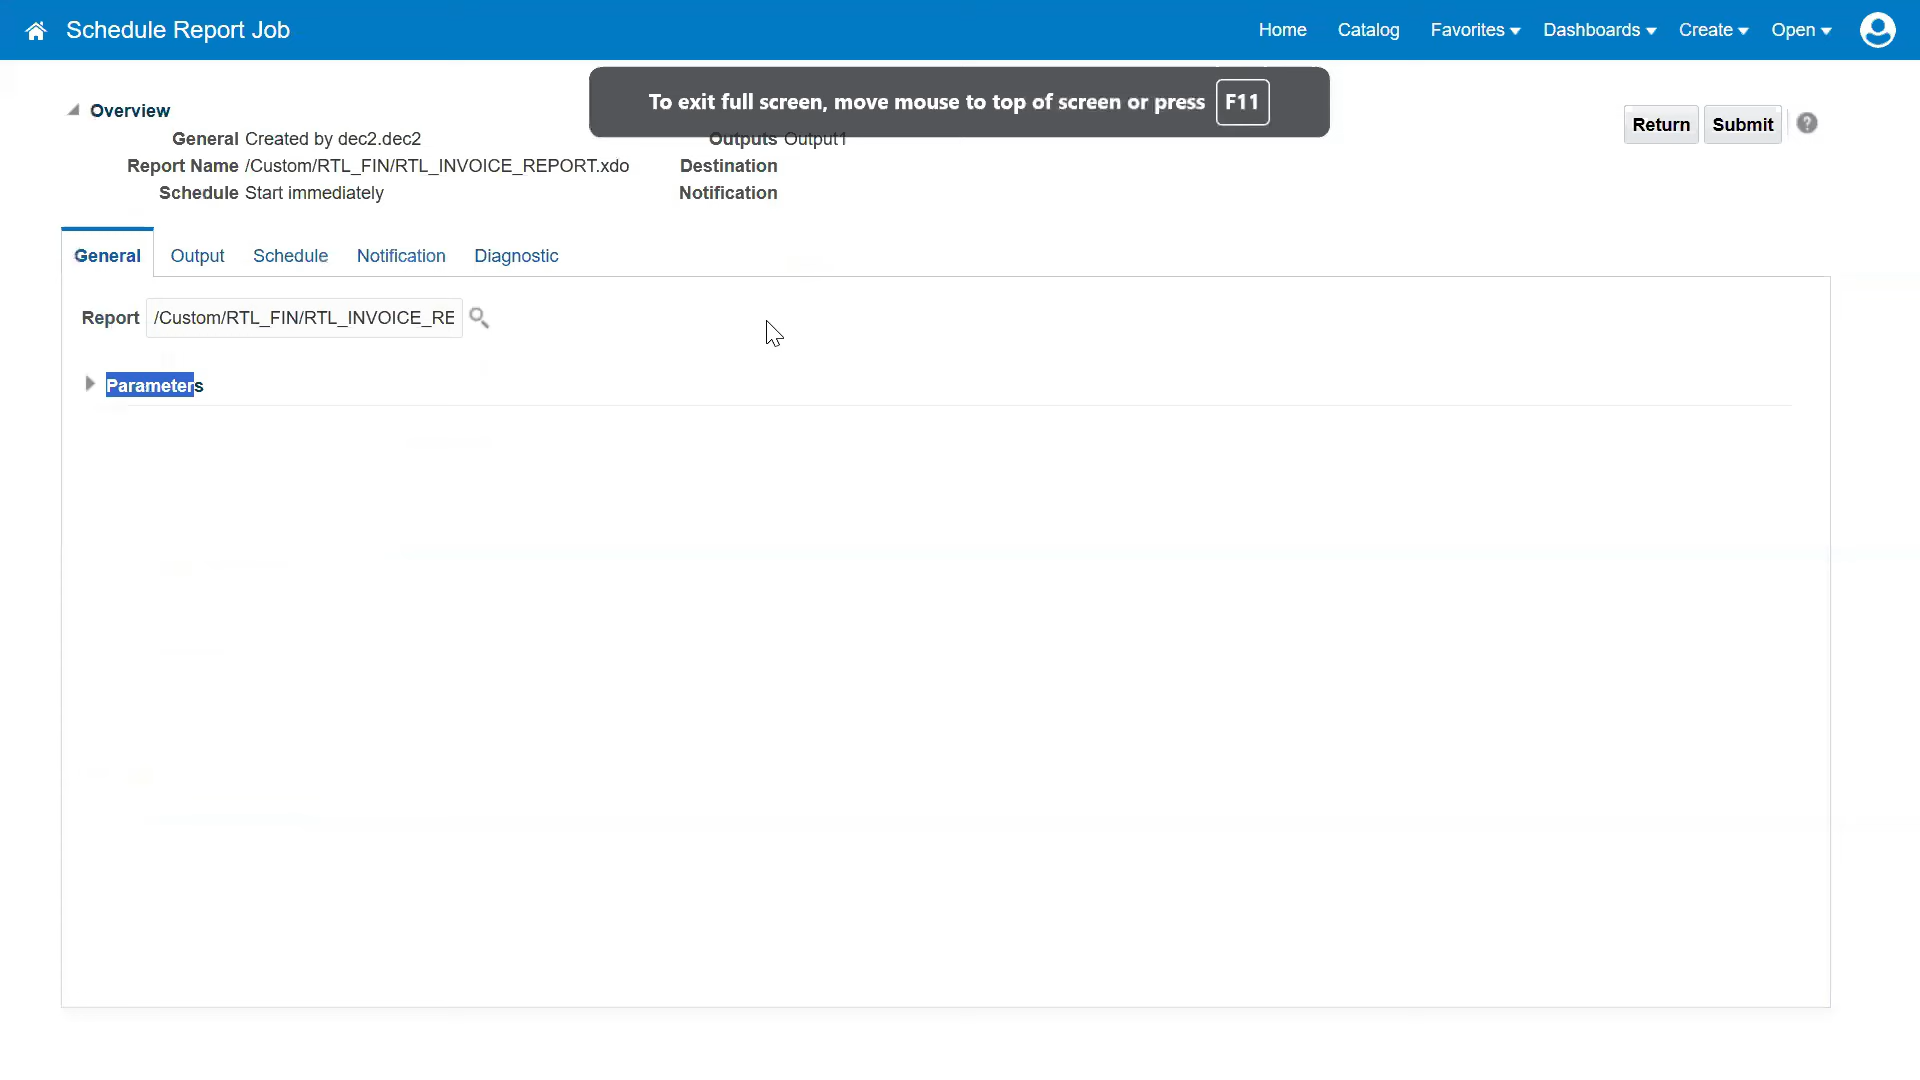 Schedule Report Job
Home Catalog Favorites Dashboards Create Open
To exit full screen, move mouse to top of screen or press F11
Overview
Return Submit ?
General Created by dec2.dec2 Outputs Output1
Report Name /Custom/RTL_FIN/RTL_INVOICE_REPORT.xdo Destination
Schedule Start immediately Notification
General Output Schedule Notification Diagnostic
Report /Custom/RTL_FIN/RTL_INVOICE_RE
Parameters